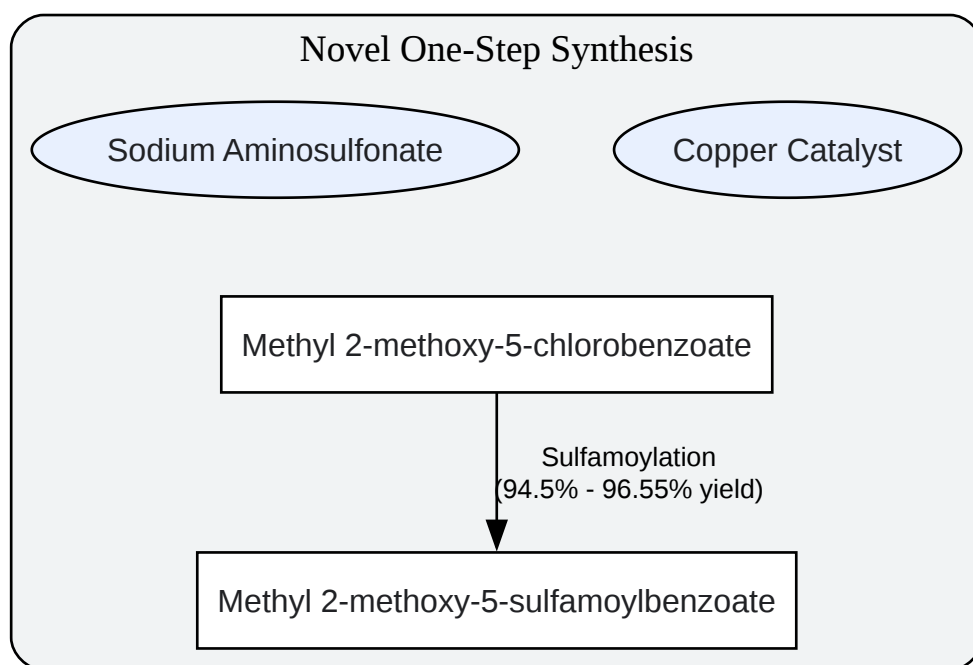 Novel One-Step Synthesis
Sodium Aminosulfonate
Copper Catalyst
Methyl 2-methoxy-5-chlorobenzoate
Sulfamoylation
(94.5% - 96.55% yield)
Methyl 2-methoxy-5-sulfamoylbenzoate